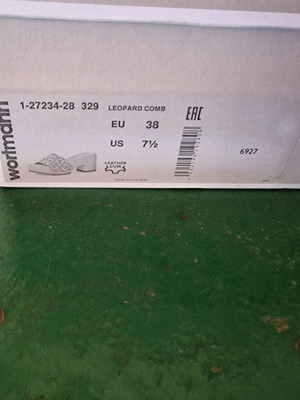 wortmann
1-27234-28 329 LEOPARD COMB
EAC
EU 38
US 7½
6927
LEATHER
CUIR